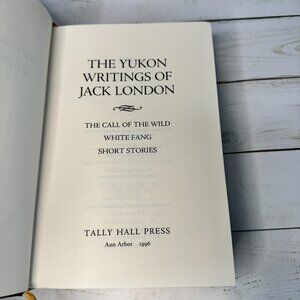 THE YUKON
WRITINGS OF
JACK LONDON
THE CALL OF THE WILD
WHITE FANG
SHORT STORIES
TALLY HALL PRESS
Ann Arbor 1996